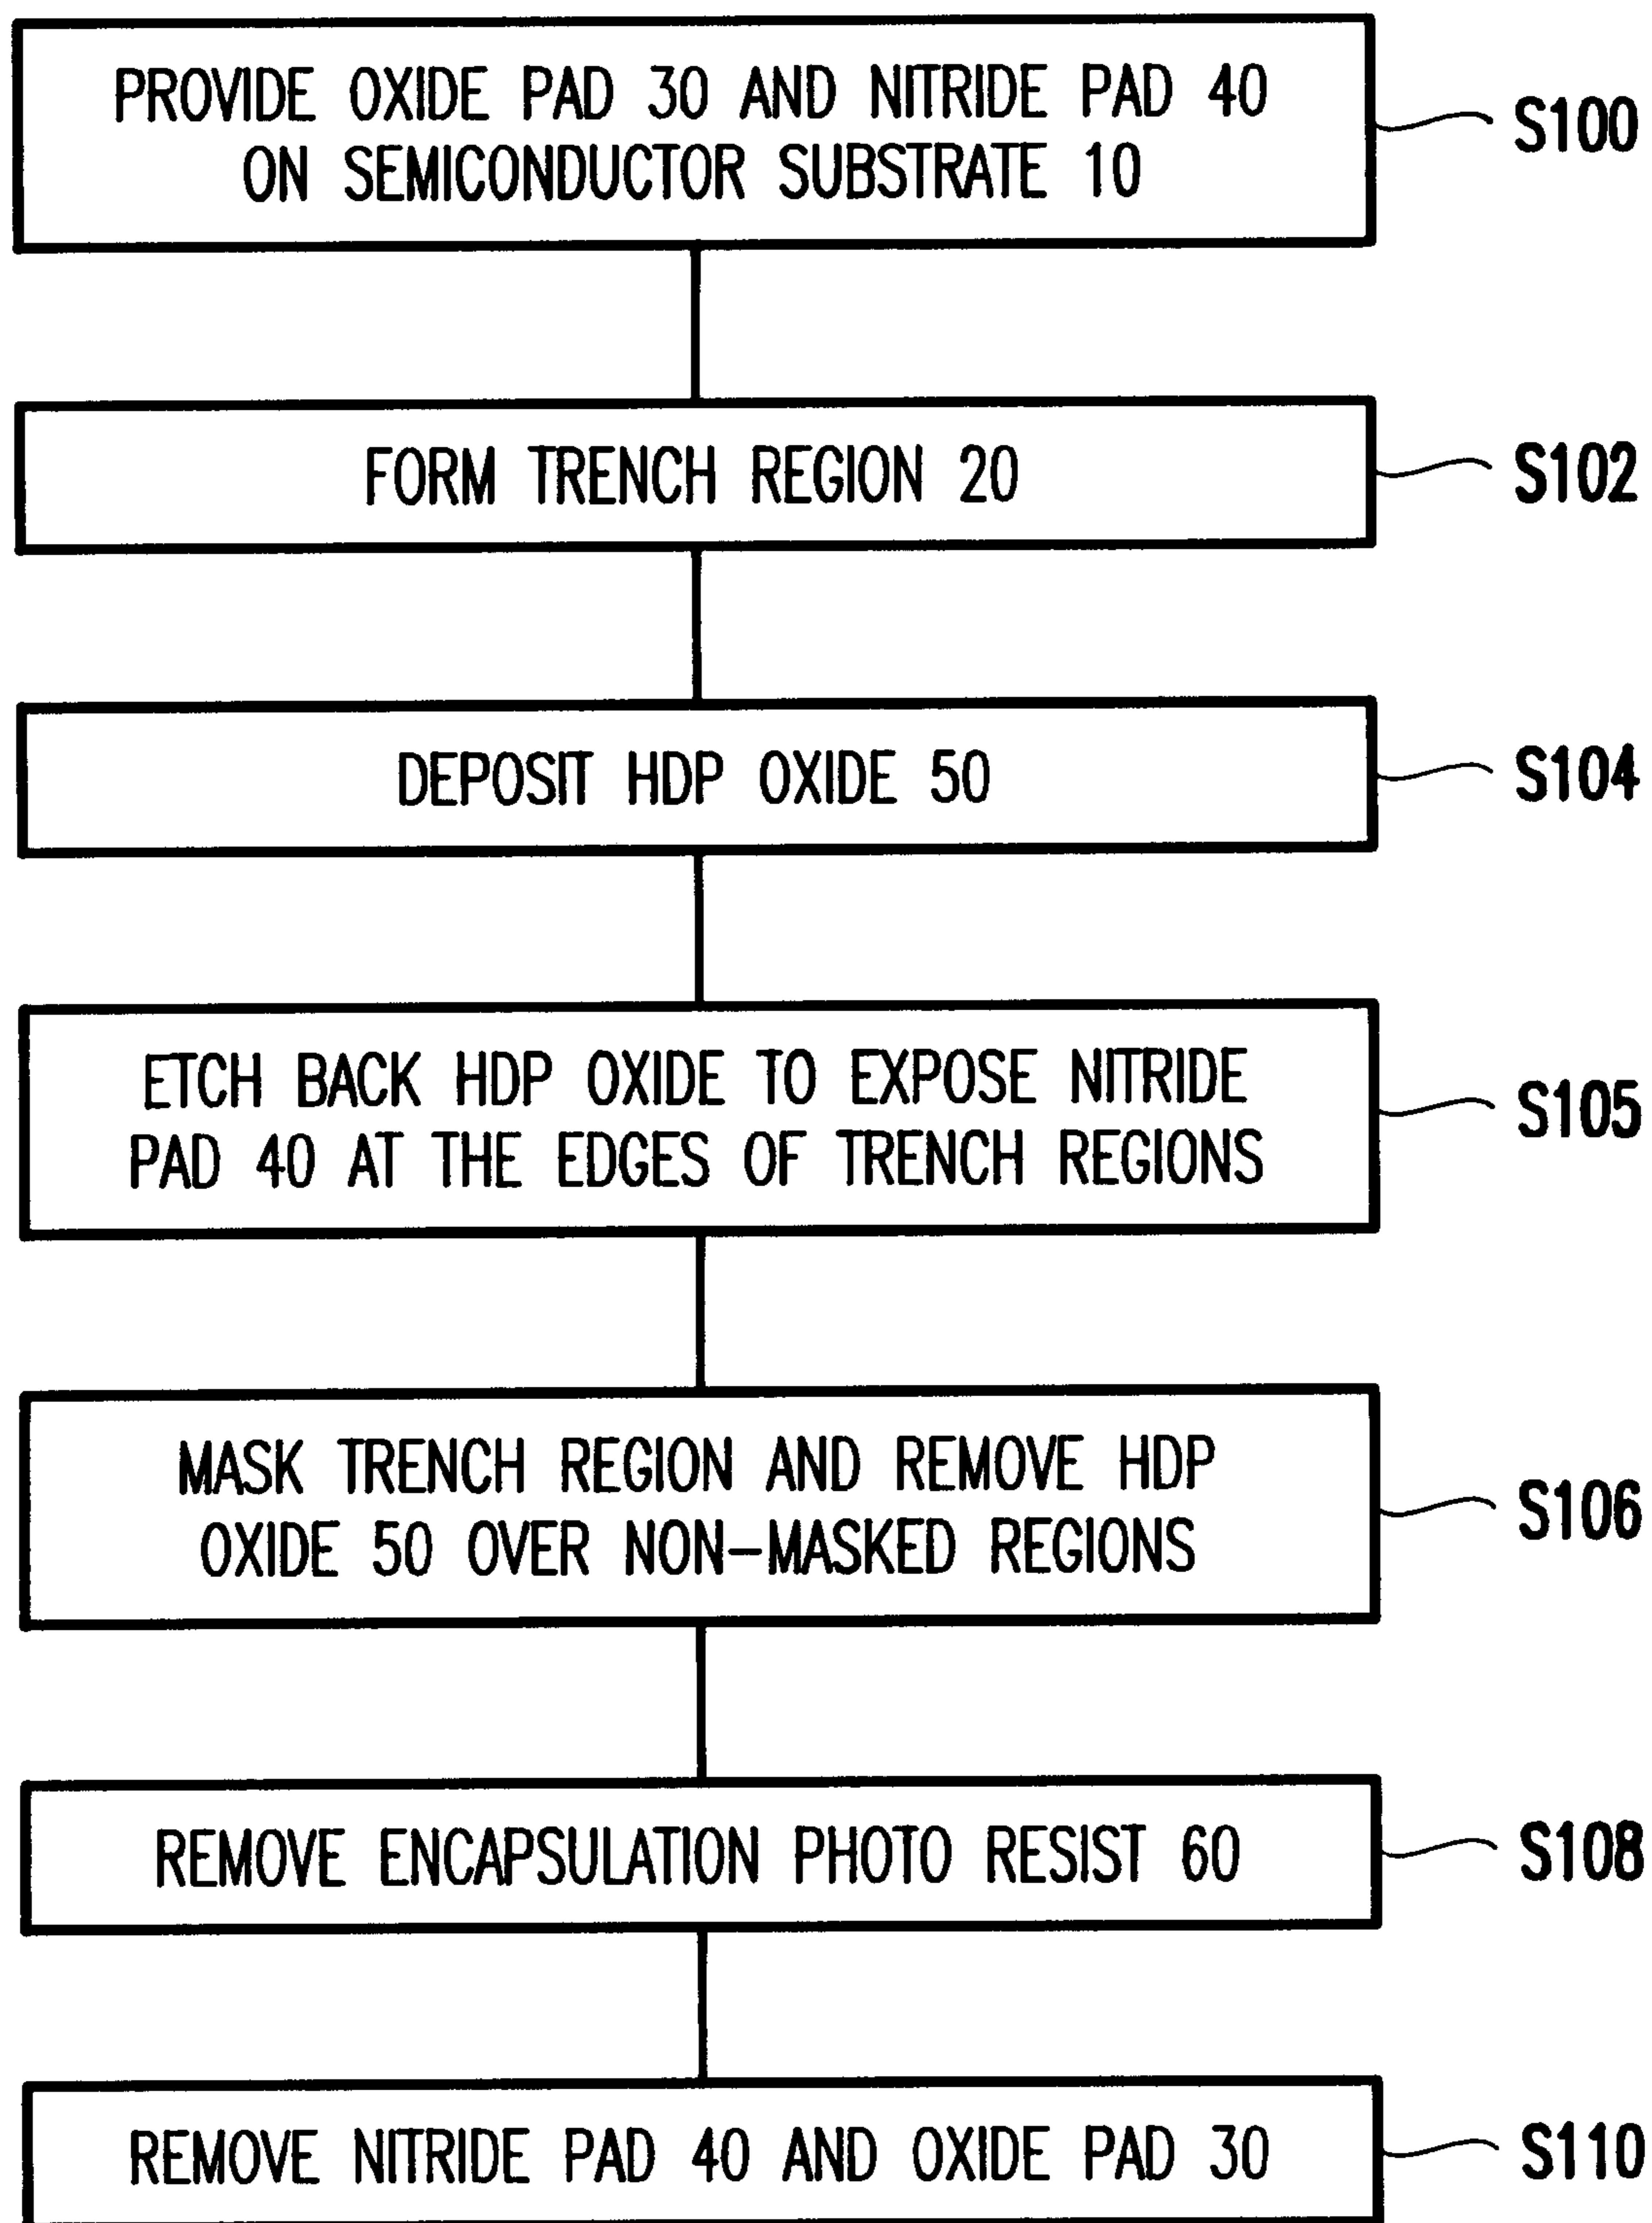 PROVIDE OXIDE PAD 30 AND NITRIDE PAD 40
ON SEMICONDUCTOR SUBSTRATE 10
S100
FORM TRENCH REGION 20
S102
DEPOSIT HDP OXIDE 50
S104
ETCH BACK HDP OXIDE TO EXPOSE NITRIDE
PAD 40 AT THE EDGES OF TRENCH REGIONS
S105
MASK TRENCH REGION AND REMOVE HDP
OXIDE 50 OVER NON-MASKED REGIONS
S106
REMOVE ENCAPSULATION PHOTO RESIST 60
S108
REMOVE NITRIDE PAD 40 AND OXIDE PAD 30
S110